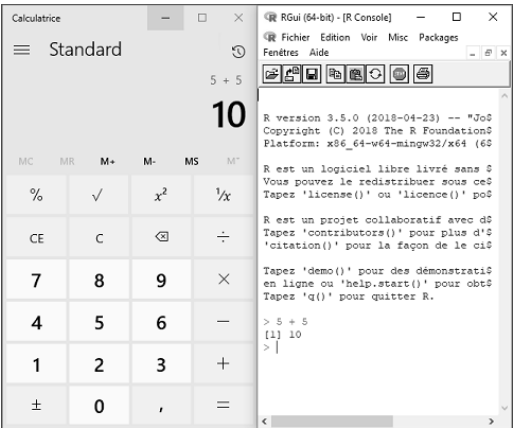 Calculatrice
Standard
5 + 5
10
MC MR M+ M- MS M˅
% √ x² ¹/x
CE C ÷
7 8 9 ×
4 5 6 −
1 2 3 +
± 0 , =
RGui (64-bit) - [R Console]
Fichier Edition Voir Misc Packages
Fenêtres Aide
R version 3.5.0 (2018-04-23) -- "Jo$
Copyright (C) 2018 The R Foundation$
Platform: x86_64-w64-mingw32/x64 (6$
R est un logiciel libre livré sans $
Vous pouvez le redistribuer sous ce$
Tapez 'license()' ou 'licence()' po$
R est un projet collaboratif avec d$
Tapez 'contributors()' pour plus d'$
'citation()' pour la façon de le ci$
Tapez 'demo()' pour des démonstrati$
en ligne ou 'help.start()' pour obt$
Tapez 'q()' pour quitter R.
> 5 + 5
[1] 10
>